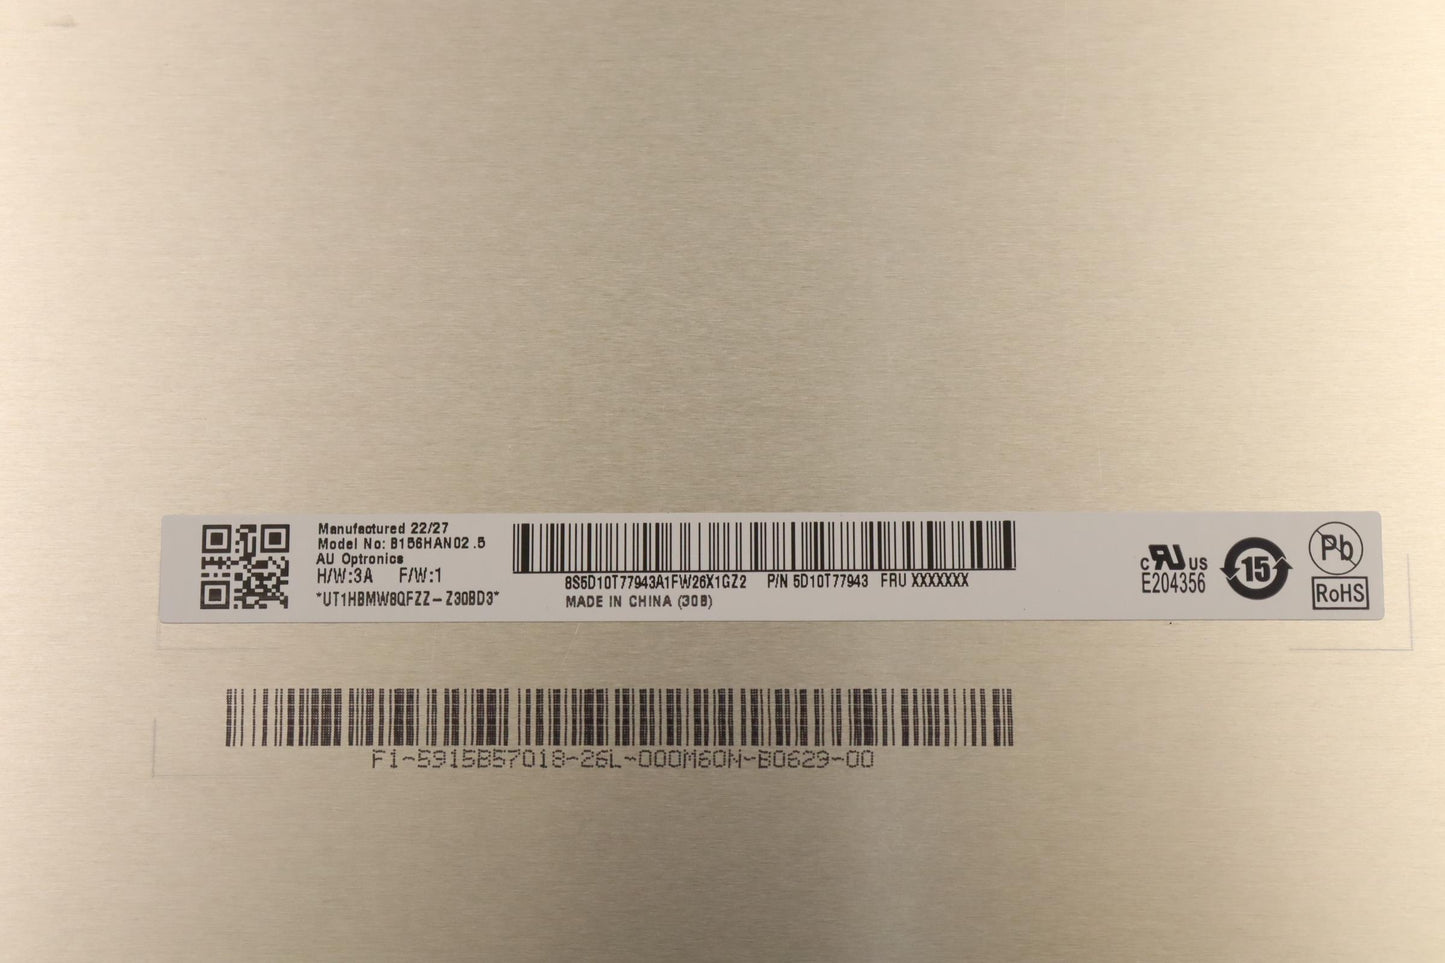 Manufactured 22/27
Model No: B156HAN02.5
AU Optronics
H/W:3A F/W:1
*UT1HBMW8QFZZ-Z30BD3*
8S5D10T77943A1FW26X1GZ2 P/N 5D10T77943 FRU XXXXXXX
MADE IN CHINA (30B)
c RU US
E204356
15
Pb
RoHS
F1-5915B57018-26L-000M60N-B0629-00